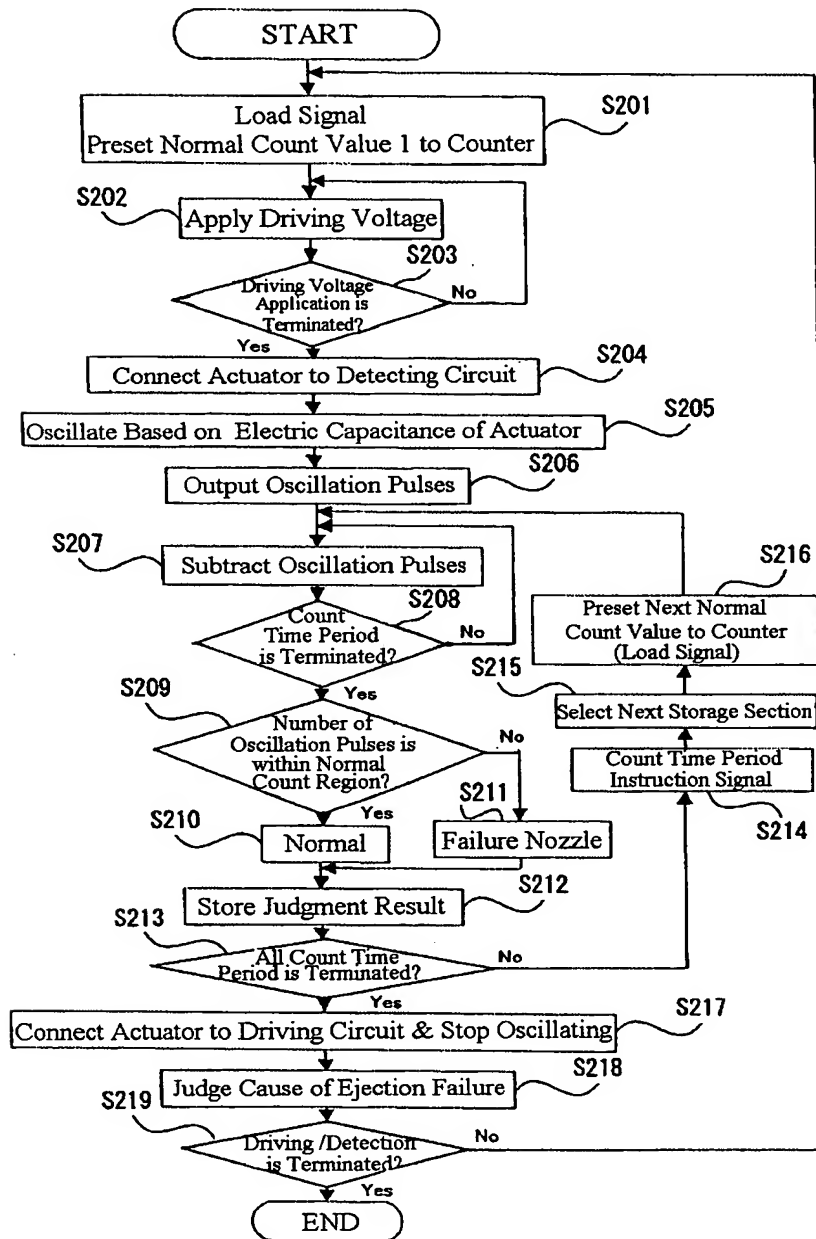 START
S201
Load Signal
Preset Normal Count Value 1 to Counter
S202
Apply Driving Voltage
S203
Driving Voltage
Application is
Terminated?
No
Yes
S204
Connect Actuator to Detecting Circuit
S205
Oscillate Based on Electric Capacitance of Actuator
S206
Output Oscillation Pulses
S207
Subtract Oscillation Pulses
S208
Count
Time Period
is Terminated?
No
Yes
S209
Number of
Oscillation Pulses is
within Normal
Count Region?
No
Yes
S210
Normal
S211
Failure Nozzle
S212
Store Judgment Result
S213
All Count Time
Period is Terminated?
No
Yes
S214
Count Time Period
Instruction Signal
S215
Select Next Storage Section
S216
Preset Next Normal
Count Value to Counter
(Load Signal)
S217
Connect Actuator to Driving Circuit & Stop Oscillating
S218
Judge Cause of Ejection Failure
S219
Driving /Detection
is Terminated?
No
Yes
END